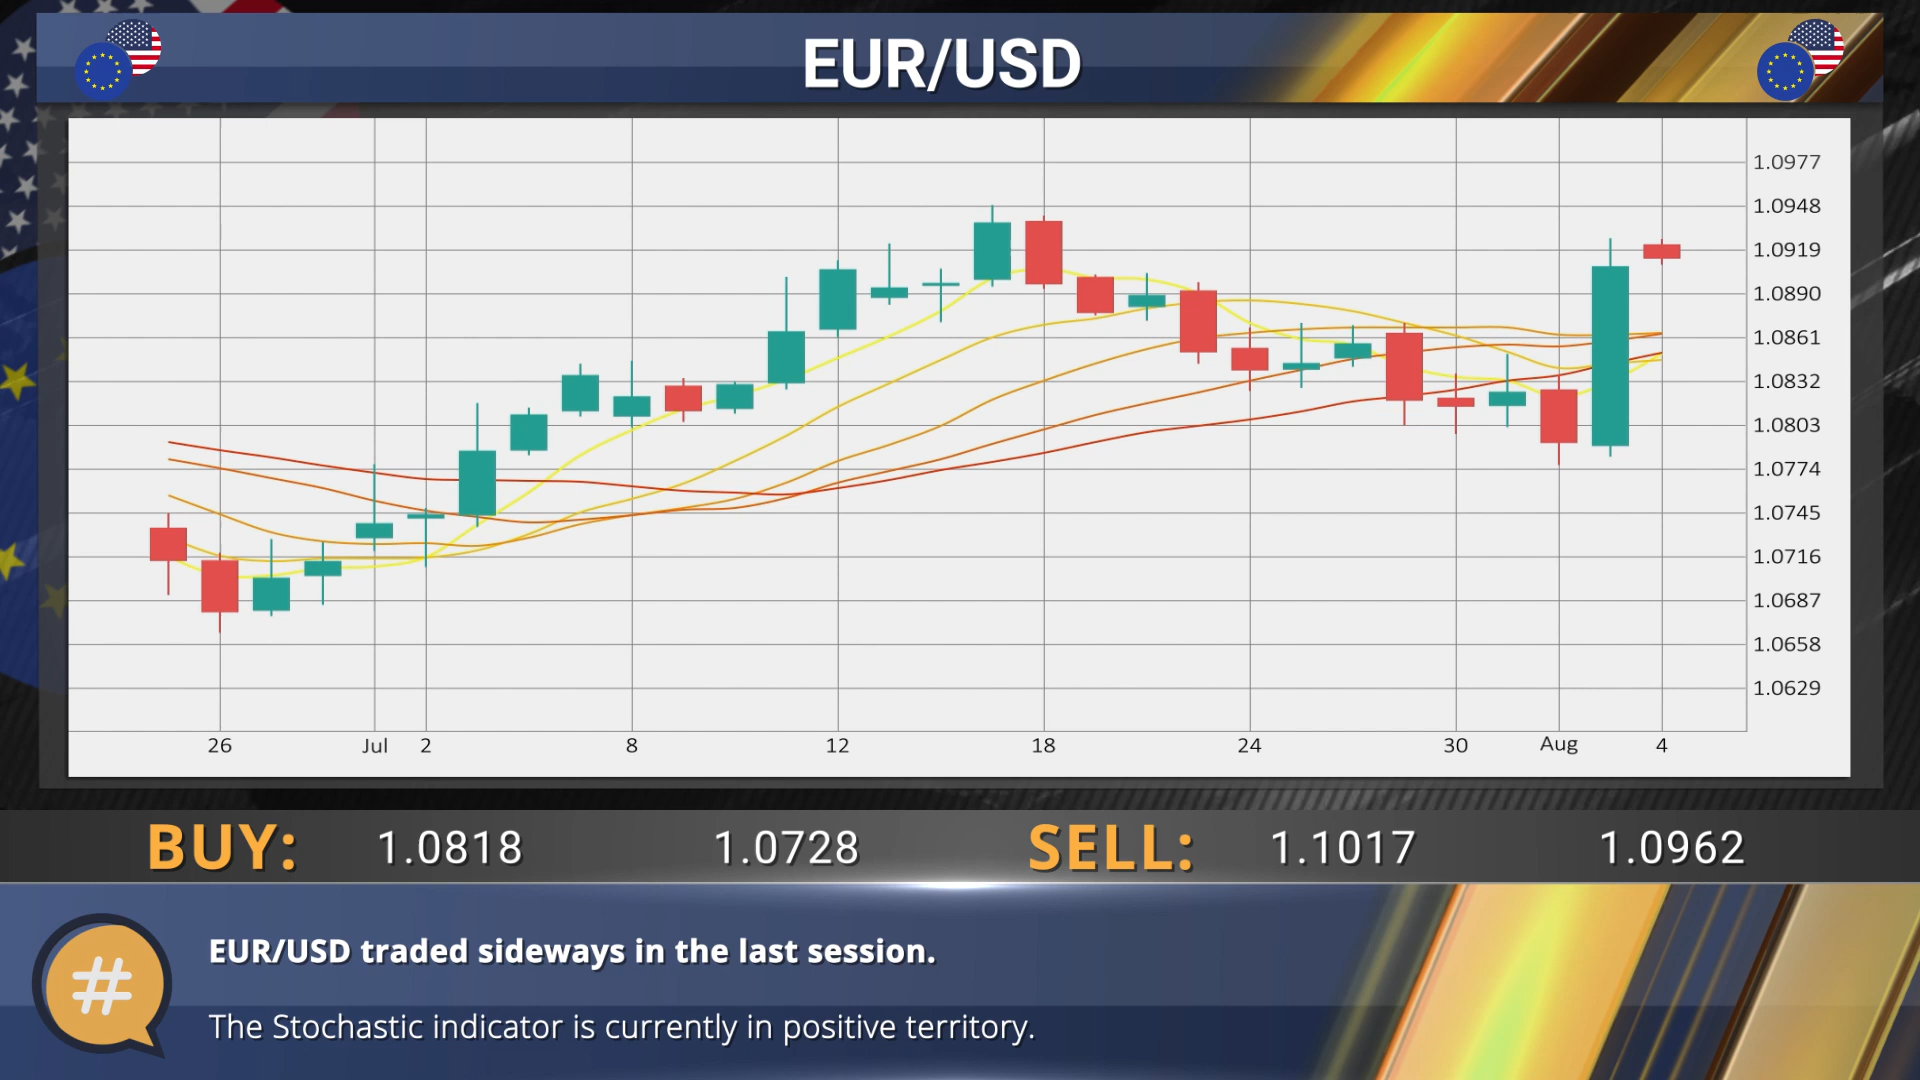 EUR/USD
1.0977
1.0948
1.0919
1.0890
1.0861
1.0832
1.0803
1.0774
1.0745
1.0716
1.0687
1.0658
1.0629
26 Jul 2 8 12 18 24 30 Aug 4
BUY: 1.0818 1.0728 SELL: 1.1017 1.0962
#
EUR/USD traded sideways in the last session.
The Stochastic indicator is currently in positive territory.